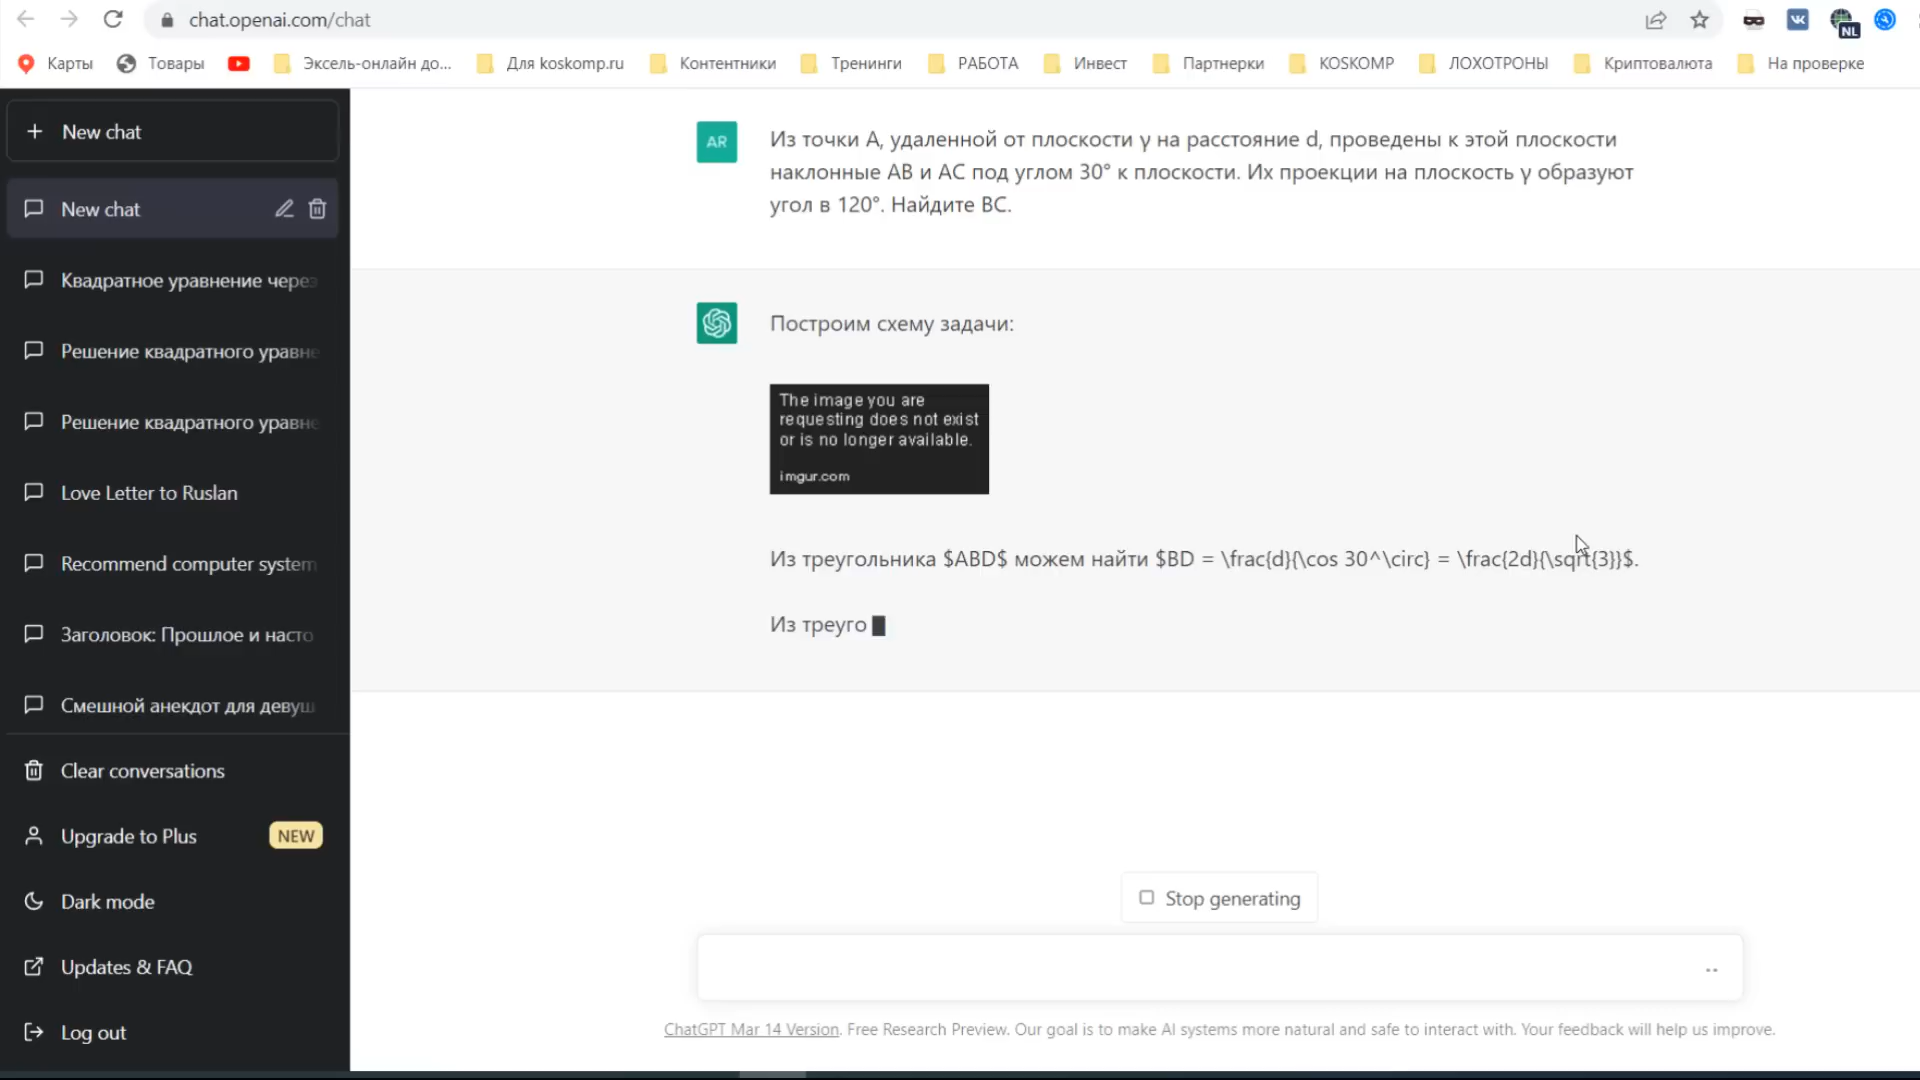 chat.openai.com/chat
NL
Карты
Товары
Эксель-онлайн до...
Для koskomp.ru
Контентники
Тренинги
РАБОТА
Инвест
Партнерки
KOSKOMP
ЛОХОТРОНЫ
Криптовалюта
На проверке
New chat
New chat
Квадратное уравнение через
Решение квадратного уравне
Решение квадратного уравне
Love Letter to Ruslan
Recommend computer system
Заголовок: Прошлое и насто
Смешной анекдот для девуш
Clear conversations
Upgrade to Plus NEW
Dark mode
Updates & FAQ
Log out
AR
Из точки А, удаленной от плоскости γ на расстояние d, проведены к этой плоскости
наклонные АВ и АС под углом 30° к плоскости. Их проекции на плоскость γ образуют
угол в 120°. Найдите ВС.
Построим схему задачи:
The image you are
requesting does not exist
or is no longer available.
imgur.com
Из треугольника $ABD$ можем найти $BD = \frac{d}{\cos 30^\circ} = \frac{2d}{\sqrt{3}}$.
Из треуго
Stop generating
ChatGPT Mar 14 Version. Free Research Preview. Our goal is to make AI systems more natural and safe to interact with. Your feedback will help us improve.